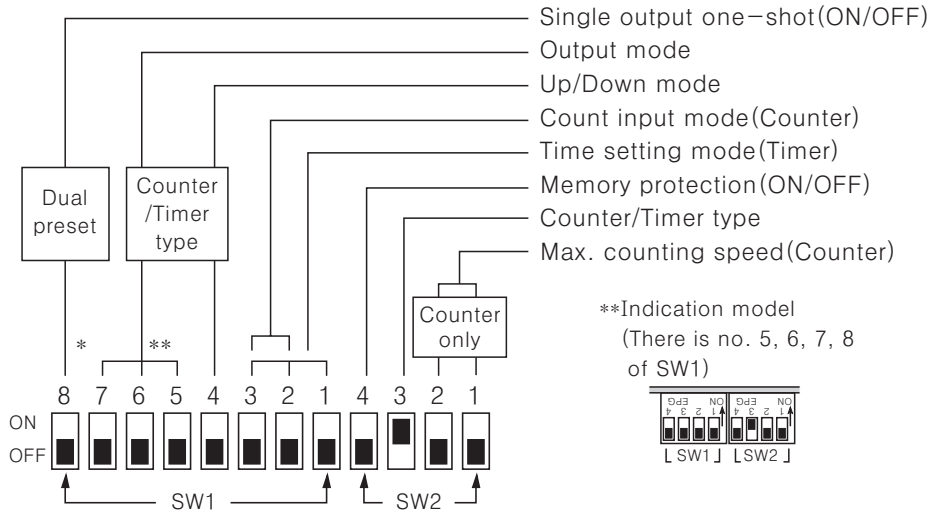 Single output one-shot(ON/OFF)
Output mode
Up/Down mode
Count input mode(Counter)
Time setting mode(Timer)
Memory protection(ON/OFF)
Counter/Timer type
Max. counting speed(Counter)
Dual
preset
Counter
/Timer
type
Counter
only
**Indication model
(There is no. 5, 6, 7, 8
of SW1)
* **
8 7 6 5 4 3 2 1 4 3 2 1
ON
OFF
SW1 SW2
EPG ON EPG ON
4 3 2 1 4 3 2 1
SW1 SW2